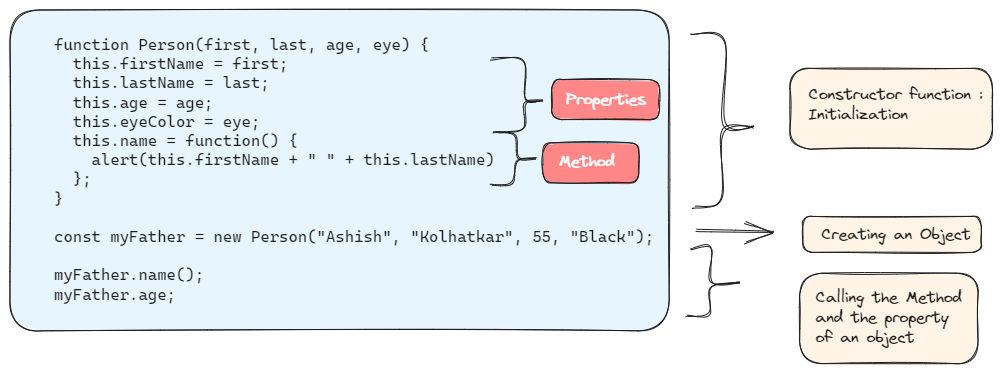 function Person(first, last, age, eye) {
  this.firstName = first;
  this.lastName = last;
  this.age = age;
  this.eyeColor = eye;
  this.name = function() {
    alert(this.firstName + " " + this.lastName)
  };
}
const myFather = new Person("Ashish", "Kolhatkar", 55, "Black");
myFather.name();
myFather.age;
Properties
Method
Constructor function :
Initialization
Creating an Object
Calling the Method
and the property
of an object